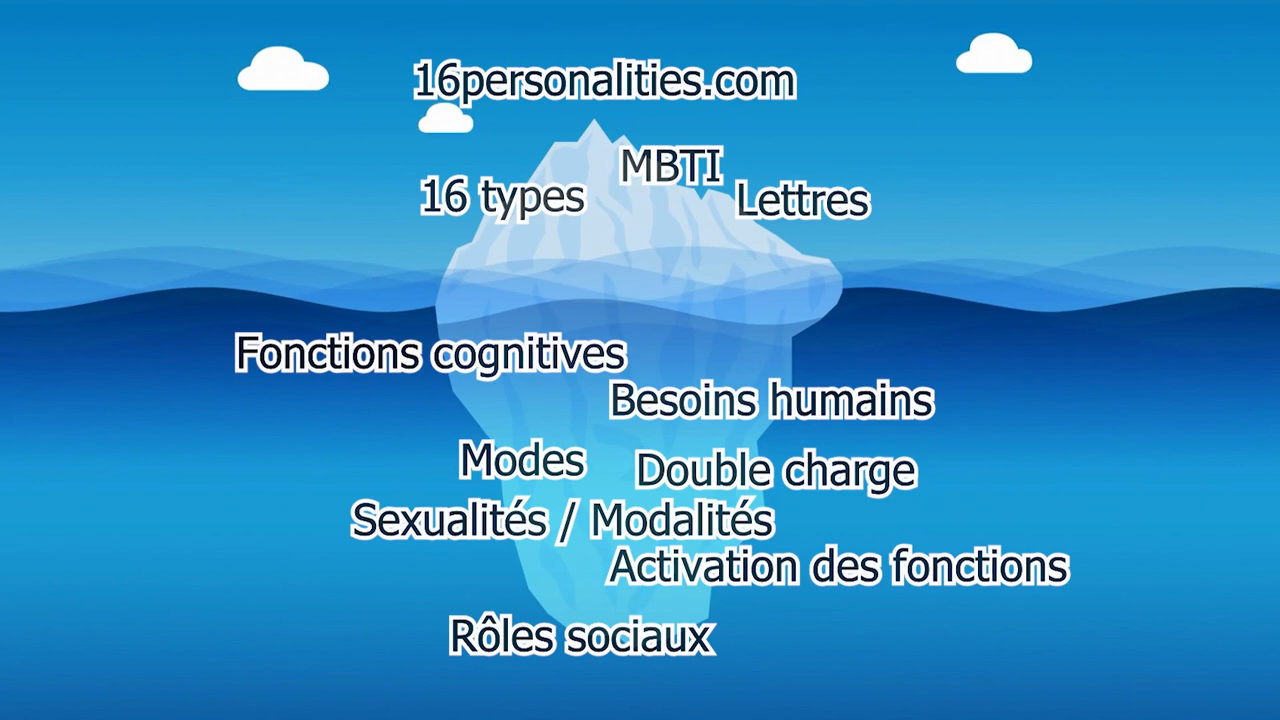 16personalities.com
MBTI
16 types
Lettres
Fonctions cognitives
Besoins humains
Modes
Double charge
Sexualités / Modalités
Activation des fonctions
Rôles sociaux